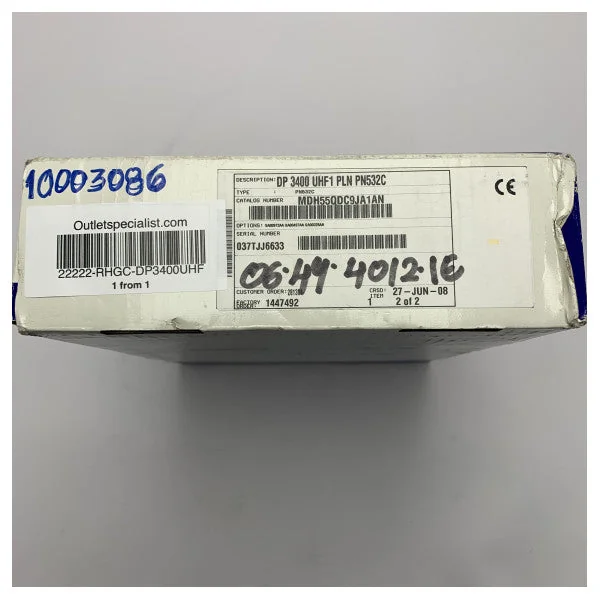 10003086
Outletspecialist.com
22222-RHGC-DP3400UHF
1 from 1
DESCRIPTION: DP 3400 UHF1 PLN PN532C
TYPE PN532C
CATALOG NUMBER MDH55QDC9JA1AN
OPTIONS:
SERIAL NUMBER
037TJJ6633
06.49.4012.1E
CUSTOMER ORDER:
CRSD: 27-JUN-08
FACTORY ORDER: 1447492
ITEM 1 2 of 2
CE